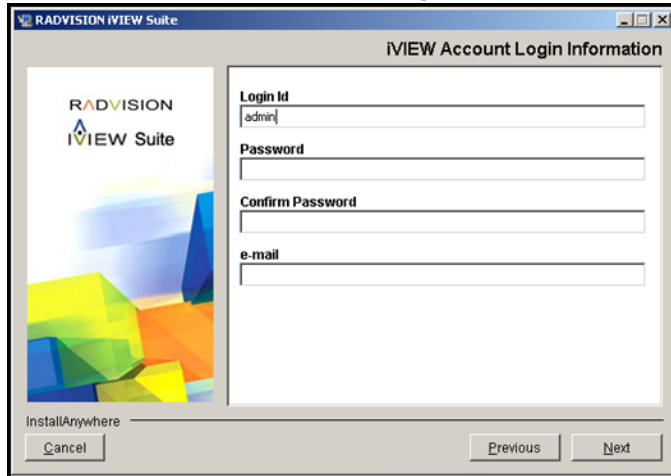 RADVISION iVIEW Suite
iVIEW Account Login Information
RADVISION
iVIEW Suite
Login Id
admin
Password
Confirm Password
e-mail
InstallAnywhere
Cancel
Previous
Next